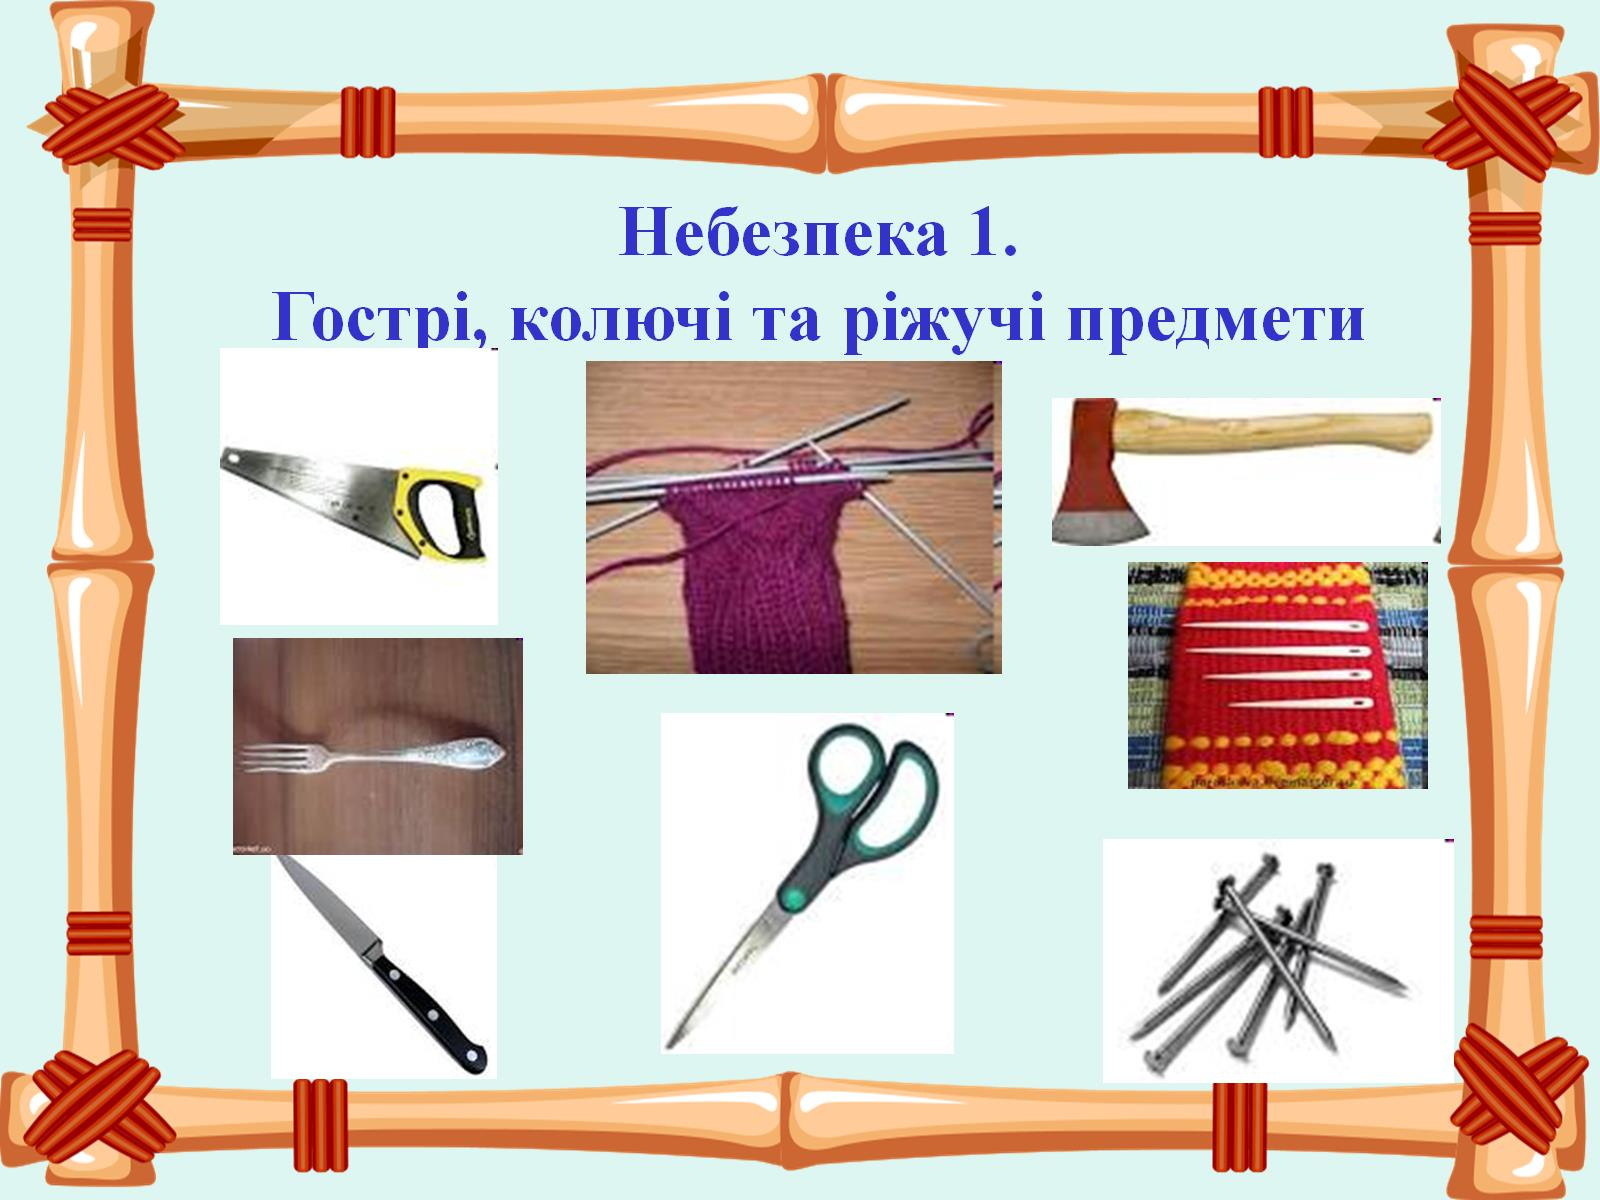 Небезпека 1.
Гострі, колючі та ріжучі предмети